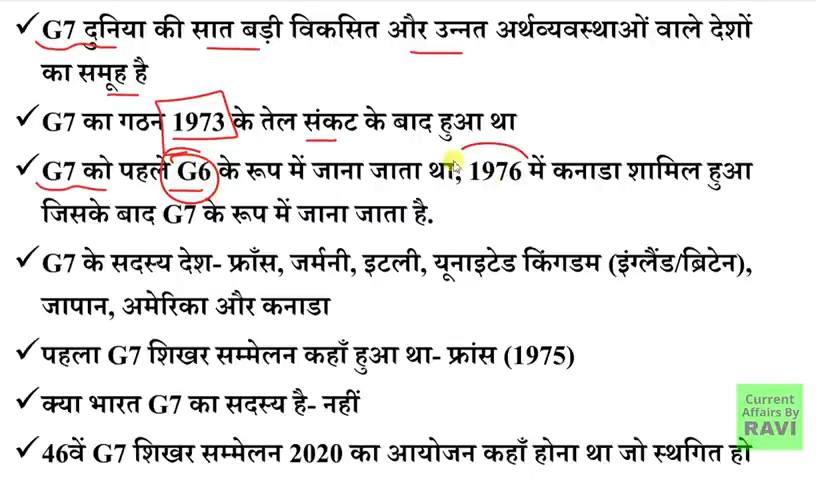 ✓ G7 दुनिया की सात बड़ी विकसित और उन्नत अर्थव्यवस्थाओं वाले देशों
का समूह है
✓ G7 का गठन 1973 के तेल संकट के बाद हुआ था
✓ G7 को पहले G6 के रूप में जाना जाता था, 1976 में कनाडा शामिल हुआ
जिसके बाद G7 के रूप में जाना जाता है.
✓ G7 के सदस्य देश- फ्राँस, जर्मनी, इटली, यूनाइटेड किंगडम (इंग्लैंड/ब्रिटेन),
जापान, अमेरिका और कनाडा
✓ पहला G7 शिखर सम्मेलन कहाँ हुआ था- फ्रांस (1975)
✓ क्या भारत G7 का सदस्य है- नहीं
✓ 46वें G7 शिखर सम्मेलन 2020 का आयोजन कहाँ होना था जो स्थगित हो
Current
Affairs By
RAVI